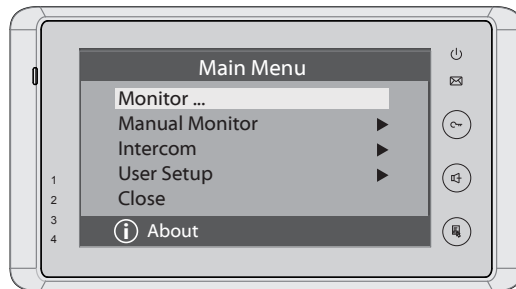 Main Menu
Monitor ...
Manual Monitor
Intercom
User Setup
Close
About
1
2
3
4